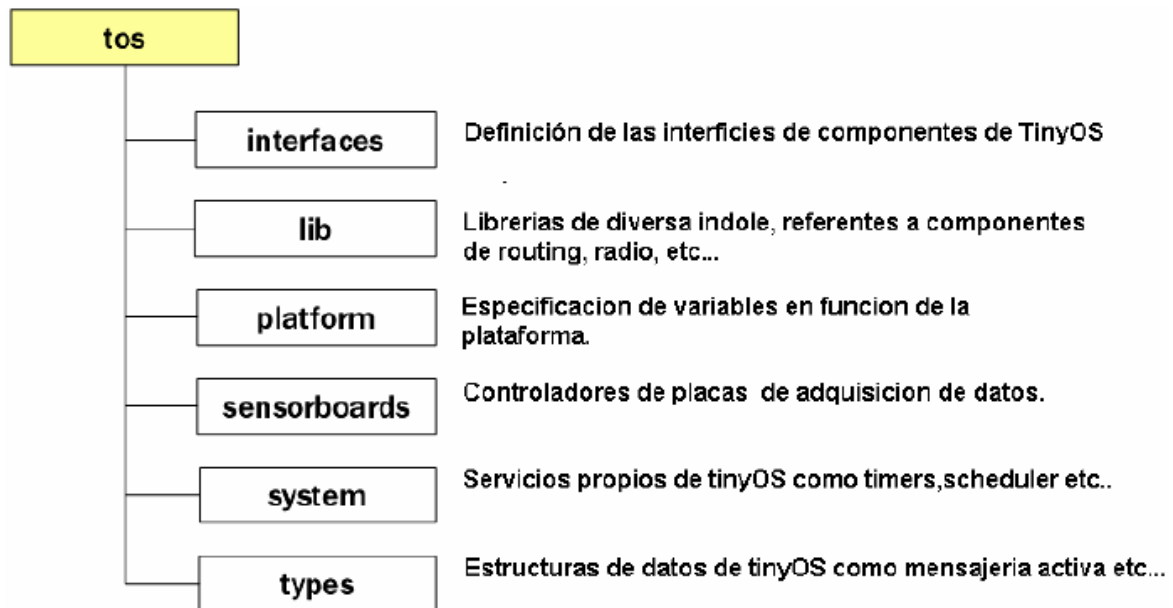 tos
interfaces
Definición de las interficies de componentes de TinyOS
lib
Librerias de diversa indole, referentes a componentes
de routing, radio, etc...
platform
Especificacion de variables en funcion de la
plataforma.
sensorboards
Controladores de placas de adquisicion de datos.
system
Servicios propios de tinyOS como timers,scheduler etc..
types
Estructuras de datos de tinyOS como mensajeria activa etc...